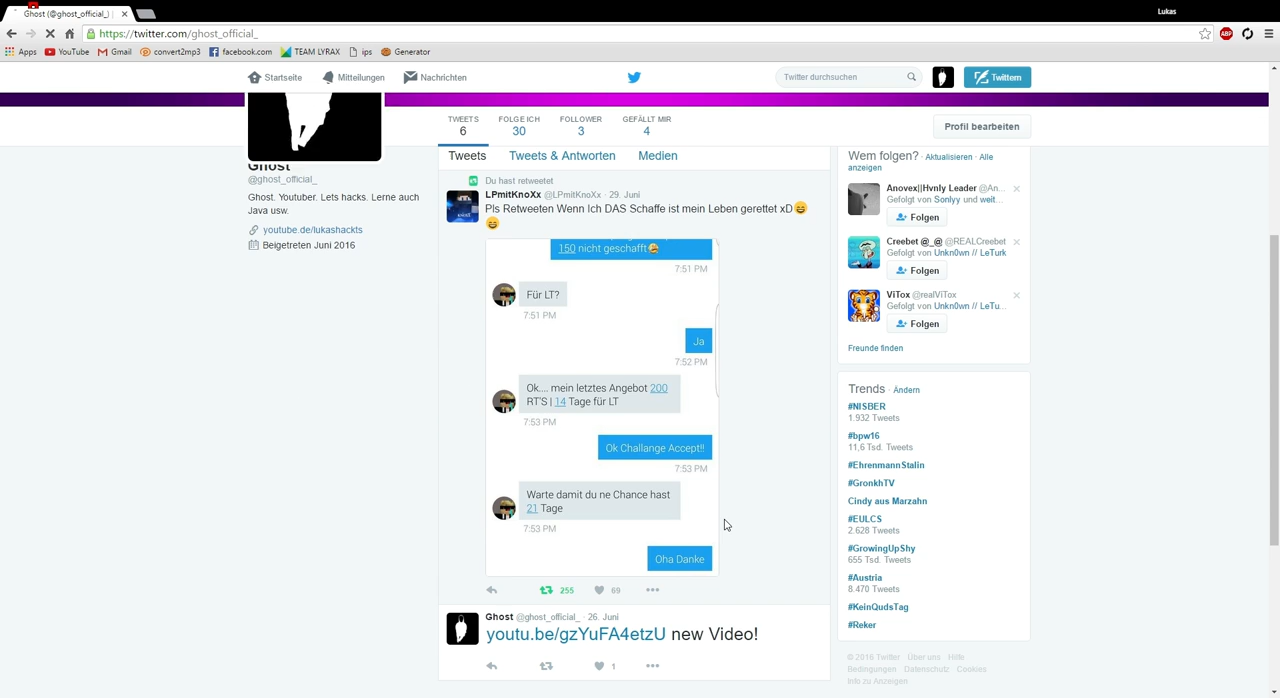 Ghost (@ghost_official_) |
Lukas
https://twitter.com/ghost_official_
ABP
Apps YouTube Gmail convert2mp3 facebook.com TEAM LYRAX ips Generator
Startseite Mitteilungen Nachrichten
Twitter durchsuchen
Twittern
TWEETS FOLGE ICH FOLLOWER GEFÄLLT MIR
6 30 3 4
Profil bearbeiten
Ghost
@ghost_official_
Ghost. Youtuber. Lets hacks. Lerne auch
Java usw.
youtube.de/lukashackts
Beigetreten Juni 2016
Tweets Tweets & Antworten Medien
Du hast retweetet
LPmitKnoXx @LPmitKnoXx · 29. Juni
Pls Retweeten Wenn Ich DAS Schaffe ist mein Leben gerettet xD😄
😄
150 nicht geschafft
7:51 PM
Für LT?
7:51 PM
Ja
7:52 PM
Ok.... mein letztes Angebot 200
RT'S | 14 Tage für LT
7:53 PM
Ok Challange Accept!!
7:53 PM
Warte damit du ne Chance hast
21 Tage
7:53 PM
Oha Danke
255 69
Ghost @ghost_official_ · 26. Juni
youtu.be/gzYuFA4etzU new Video!
1
Wem folgen? · Aktualisieren · Alle
anzeigen
Anovex||Hvnly Leader @An...
Gefolgt von Sonlyy und weit...
Folgen
Creebet @_@ @REALCreebet
Gefolgt von Unkn0wn // LeTurk
Folgen
ViTox @realViTox
Gefolgt von Unkn0wn // LeTu...
Folgen
Freunde finden
Trends · Ändern
#NISBER
1.932 Tweets
#bpw16
11,6 Tsd. Tweets
#EhrenmannStalin
#GronkhTV
Cindy aus Marzahn
#EULCS
2.628 Tweets
#GrowingUpShy
655 Tsd. Tweets
#Austria
8.470 Tweets
#KeinQudsTag
#Reker
© 2016 Twitter Über uns Hilfe
Bedingungen Datenschutz Cookies
Info zu Anzeigen